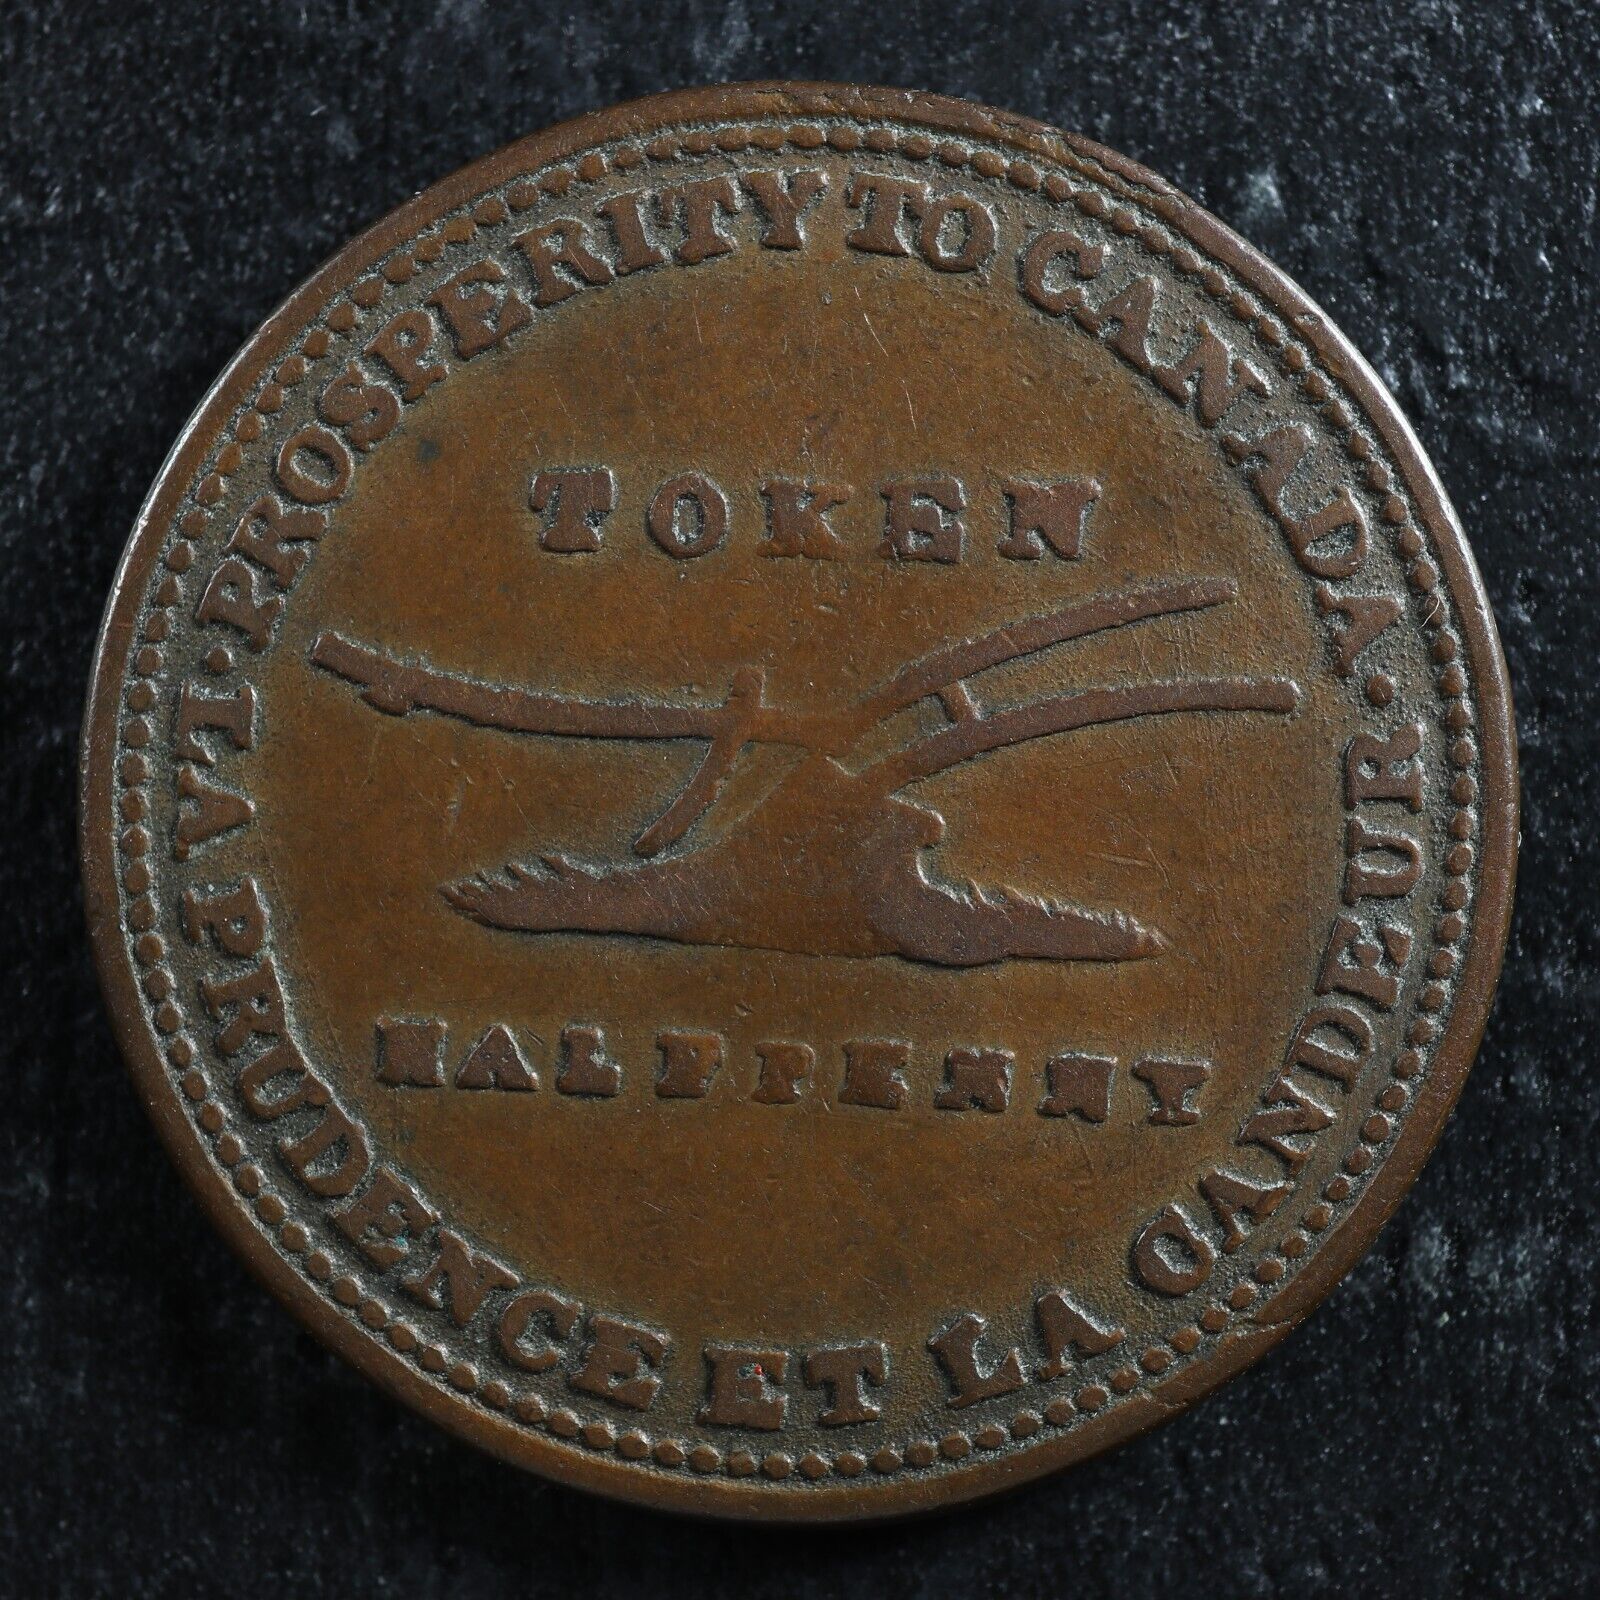 PROSPERITY TO CANADA · LA PRUDENCE ET LA CANDEUR ·
TOKEN
HALFPENNY